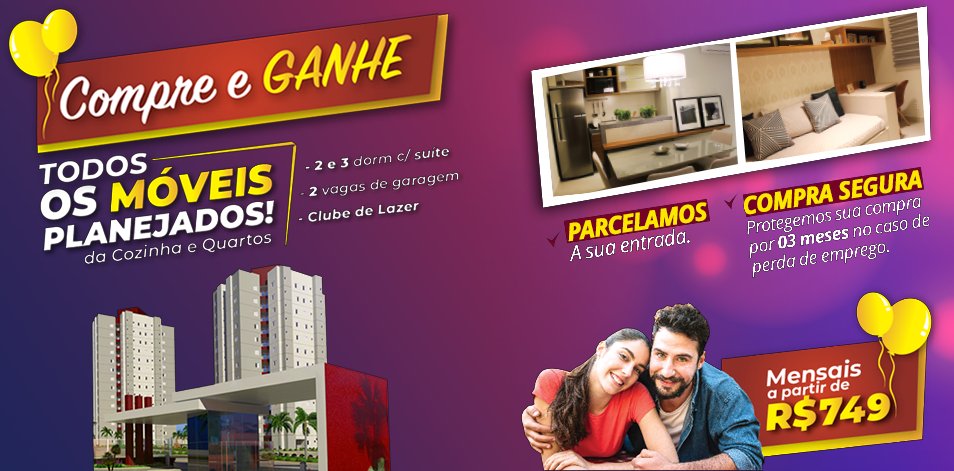 Compre e GANHE
TODOS
OS MÓVEIS
PLANEJADOS!
da Cozinha e Quartos
- 2 e 3 dorm c/ suíte
- 2 vagas de garagem
- Clube de Lazer
PARCELAMOS
A sua entrada.
COMPRA SEGURA
Protegemos sua compra
por 03 meses no caso de
perda de emprego.
Mensais
a partir de
R$749